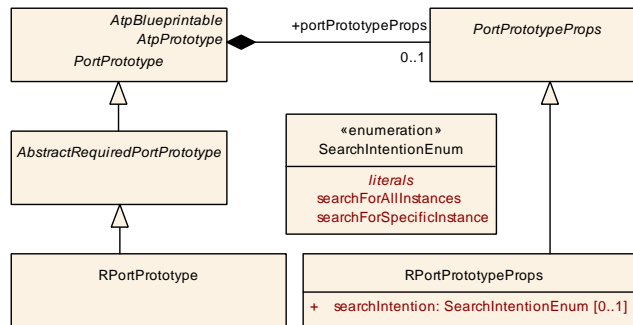 AtpBlueprintable
AtpPrototype
PortPrototype
+portPrototypeProps
0..1
PortPrototypeProps
AbstractRequiredPortPrototype
«enumeration»
SearchIntentionEnum
literals
searchForAllInstances
searchForSpecificInstance
RPortPrototype
RPortPrototypeProps
+ searchIntention: SearchIntentionEnum [0..1]